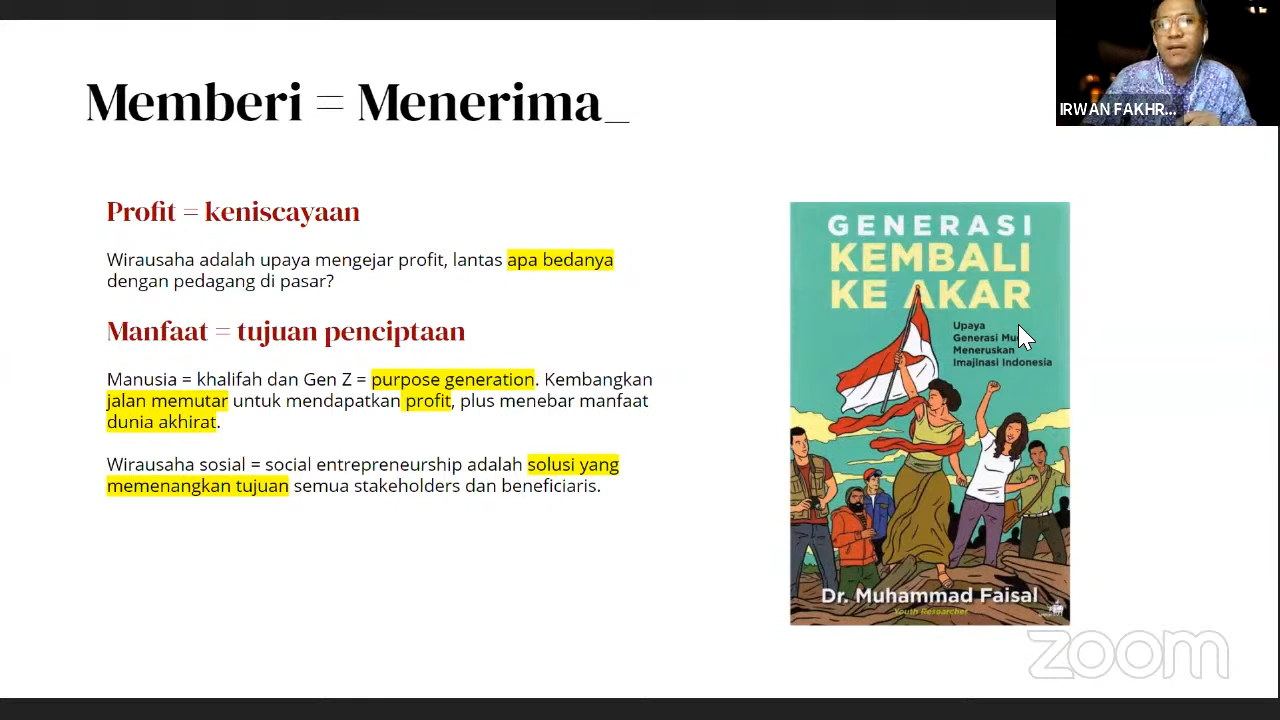 Memberi = Menerima_
IRWAN FAKHR...
Profit = keniscayaan
Wirausaha adalah upaya mengejar profit, lantas apa bedanya
dengan pedagang di pasar?
Manfaat = tujuan penciptaan
Manusia = khalifah dan Gen Z = purpose generation. Kembangkan
jalan memutar untuk mendapatkan profit, plus menebar manfaat
dunia akhirat.
Wirausaha sosial = social entrepreneurship adalah solusi yang
memenangkan tujuan semua stakeholders dan beneficiaris.
GENERASI
KEMBALI
KE AKAR
Upaya
Generasi
Meneruskan
Imajinasi Indonesia
Dr. Muhammad Faisal
Youth Researcher
zoom